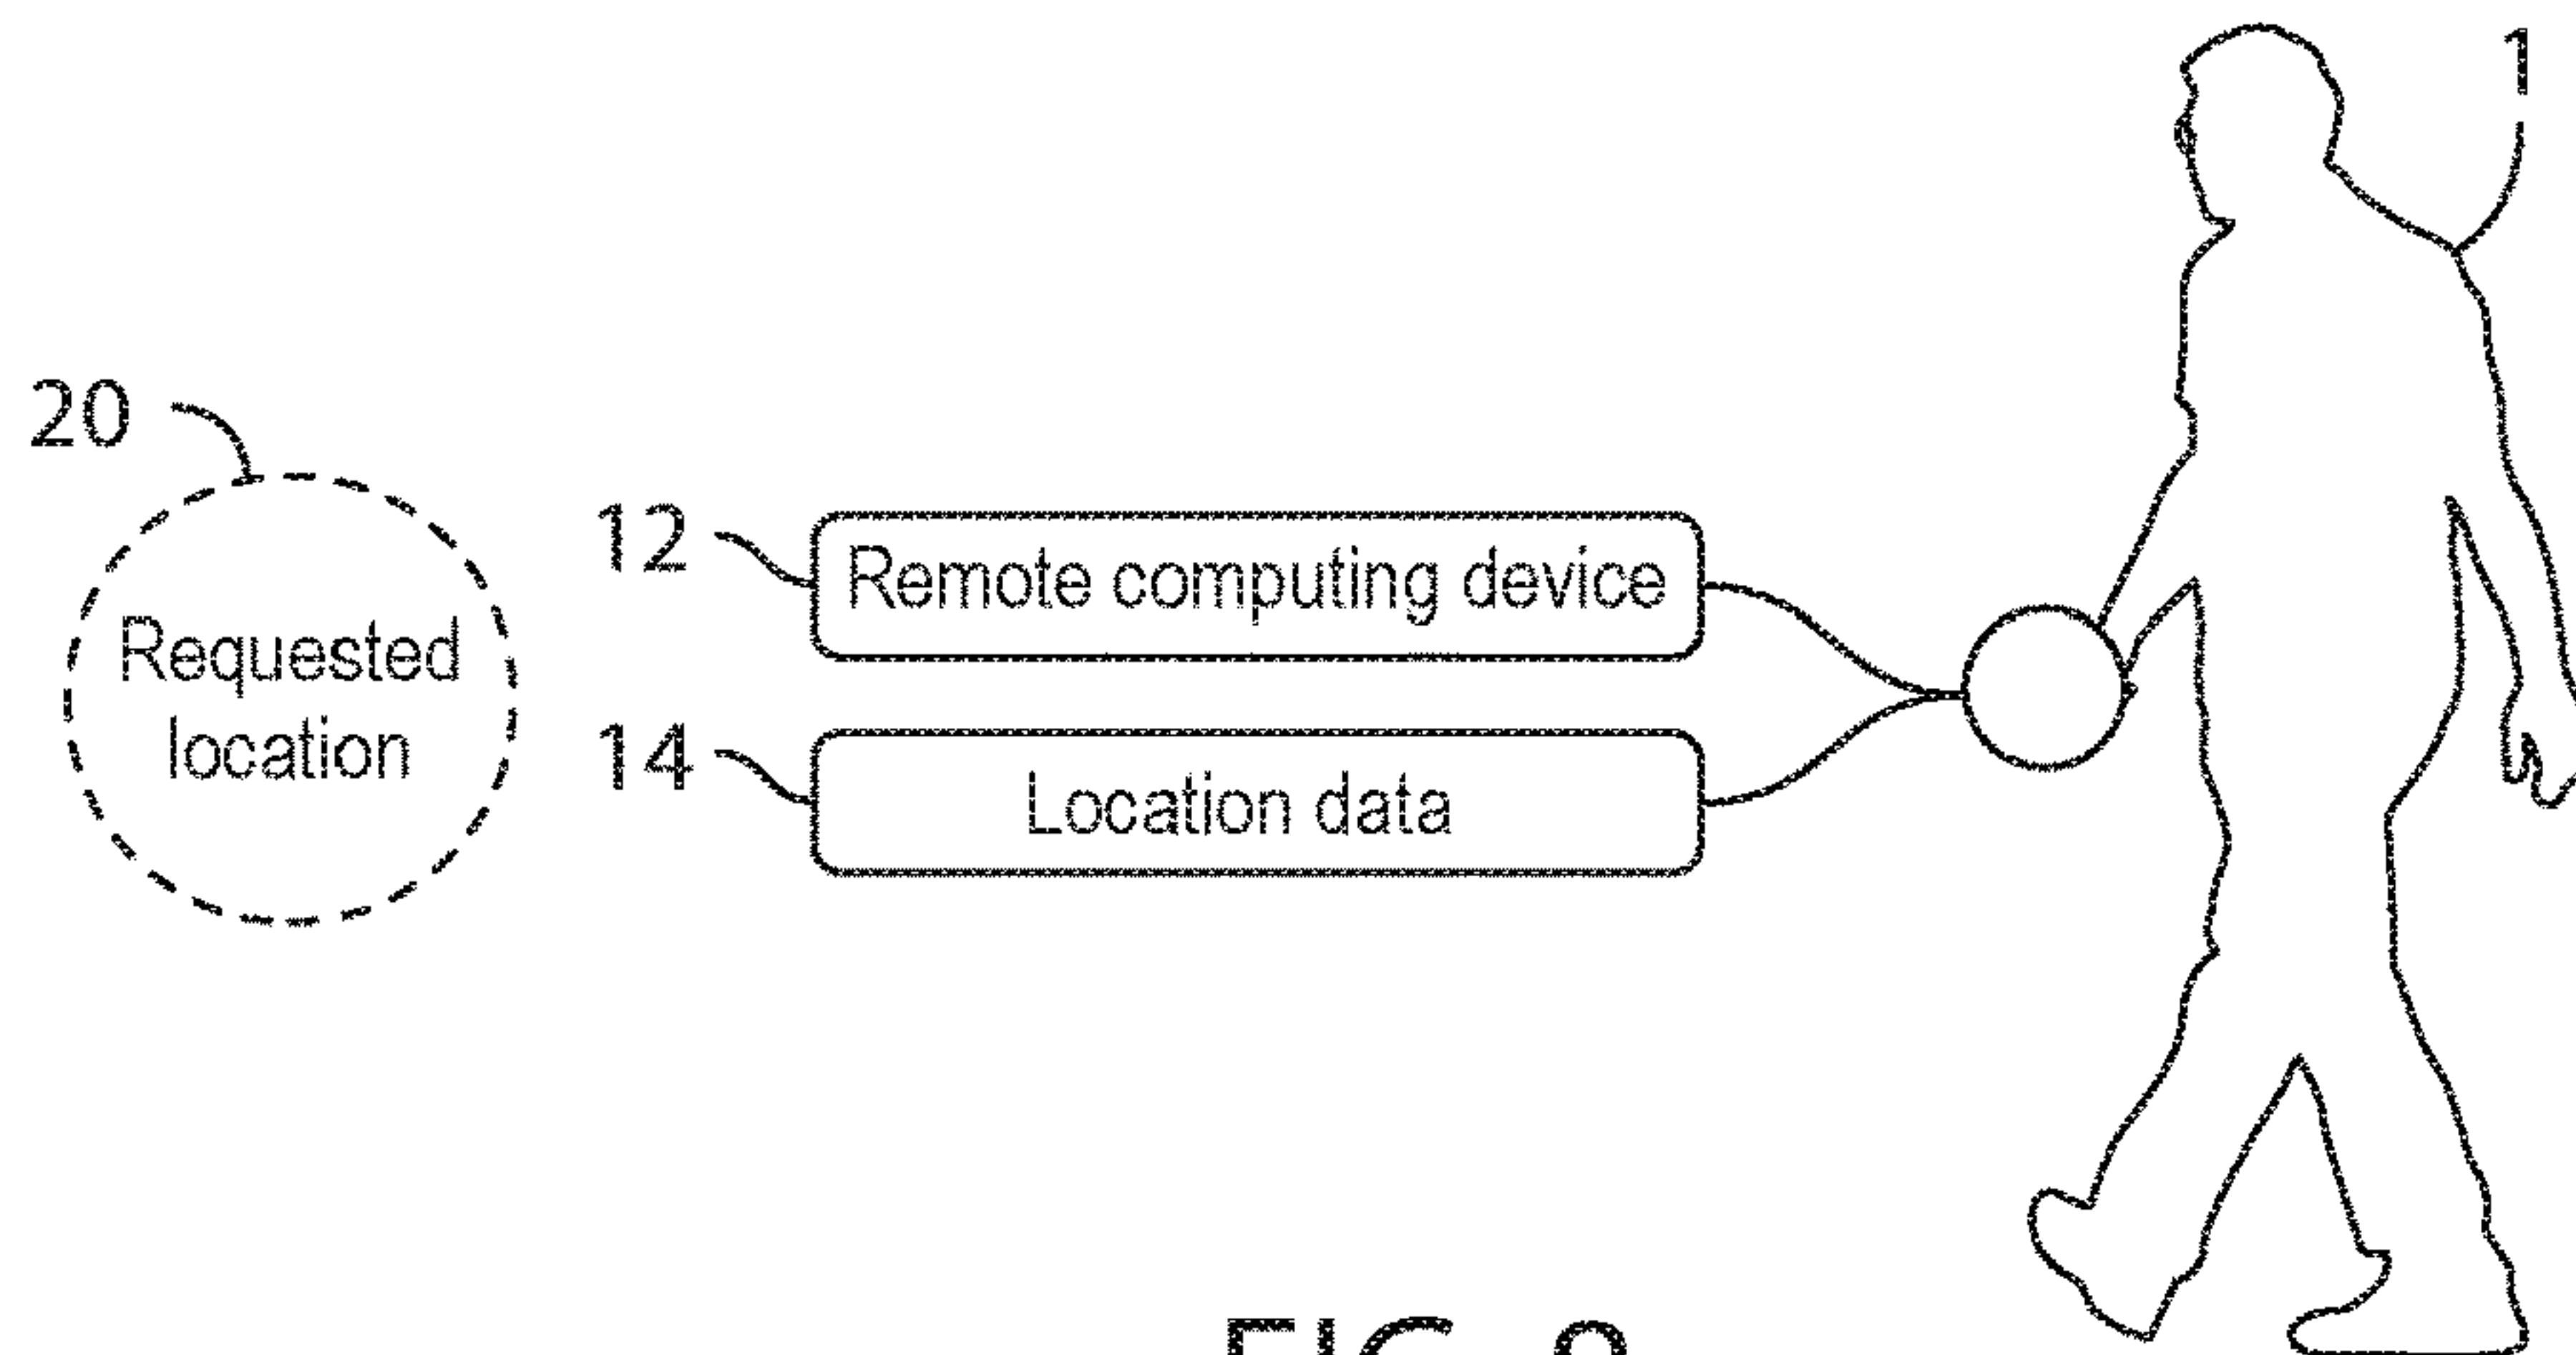 1
20
12
Remote computing device
Requested
location
14
Location data